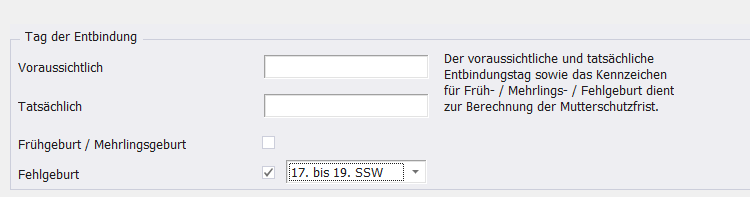 Tag der Entbindung
Voraussichtlich
Der voraussichtliche und tatsächliche
Entbindungstag sowie das Kennzeichen
für Früh- / Mehrlings- / Fehlgeburt dient
zur Berechnung der Mutterschutzfrist.
Tatsächlich
Frühgeburt / Mehrlingsgeburt
Fehlgeburt
17. bis 19. SSW